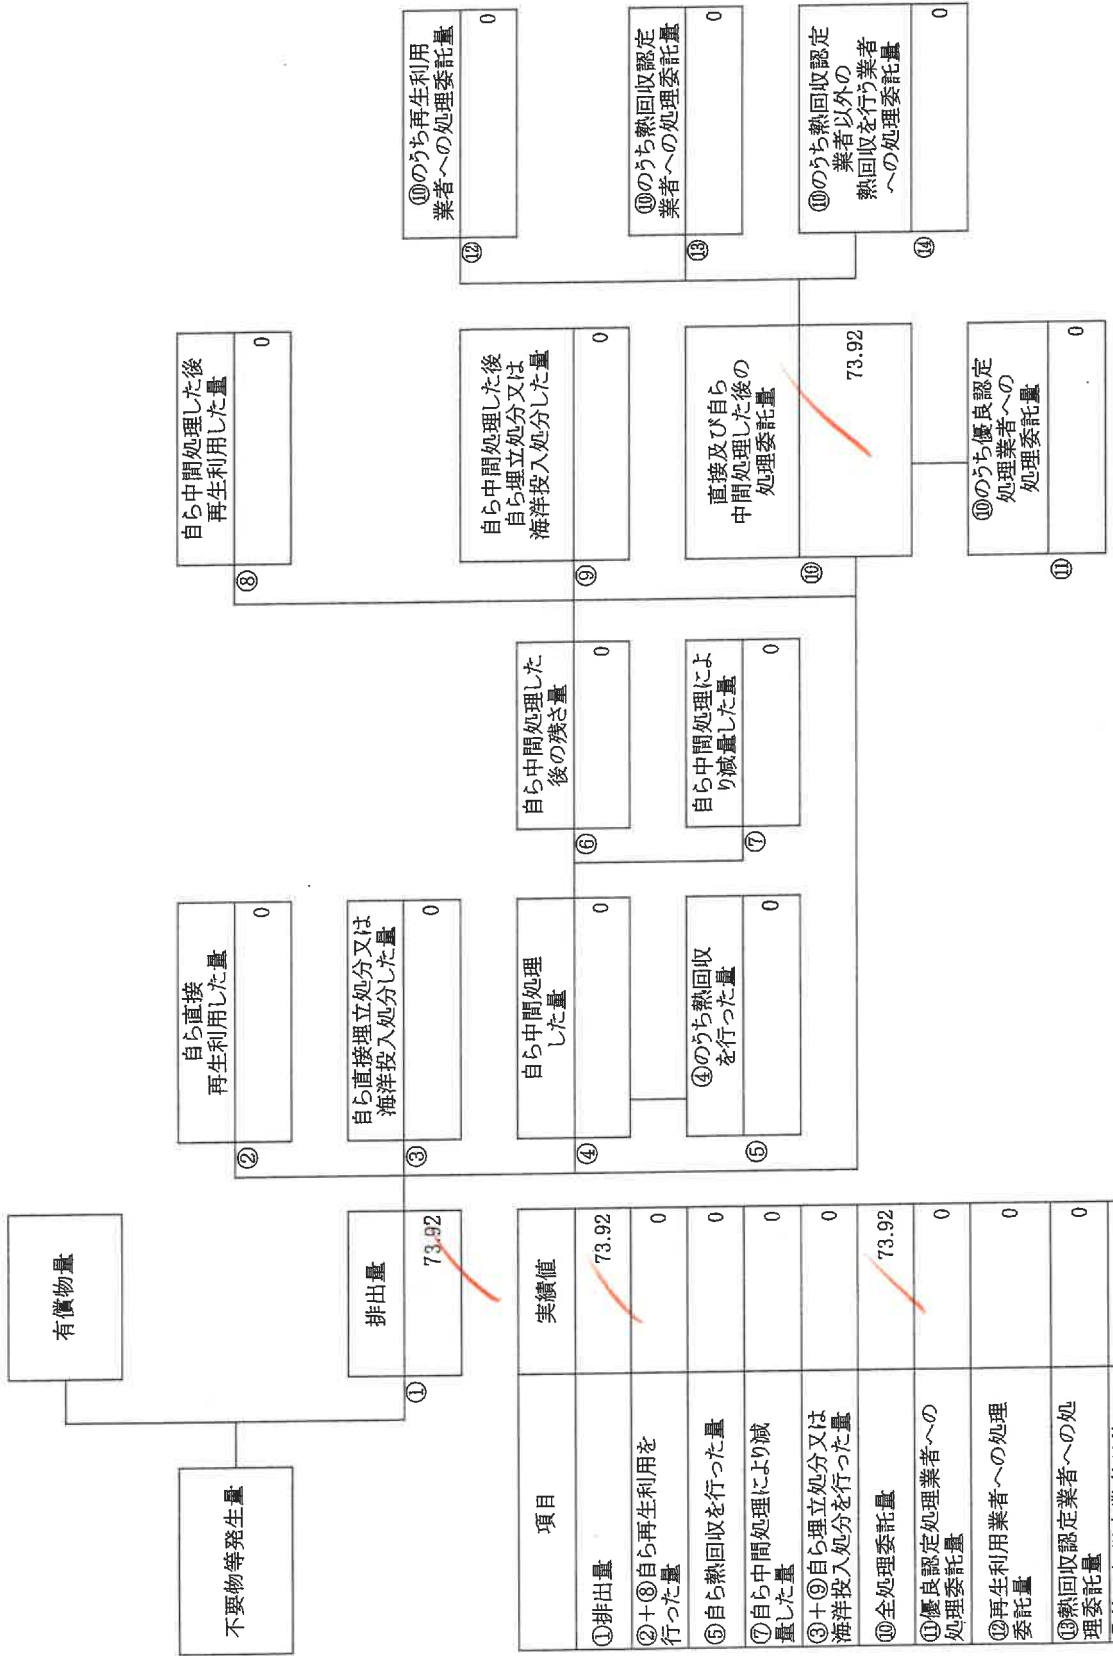 有償物量
不要物等発生量
排出量
①
73.92
自ら直接
再生利用した量
②
0
自ら直接埋立処分又は
海洋投入処分した量
③
0
自ら中間処理
した量
④
0
④のうち熱回収
を行った量
⑤
0
自ら中間処理した
後の残さ量
⑥
0
自ら中間処理によ
り減量した量
⑦
0
自ら中間処理した後
再生利用した量
⑧
0
自ら中間処理した後
自ら埋立処分又は
海洋投入処分した量
⑨
0
直接及び自ら
中間処理した後の
処理委託量
⑩
73.92
⑩のうち優良認定
処理業者への
処理委託量
⑪
0
⑩のうち再生利用
業者への処理委託量
⑫
0
⑩のうち熱回収認定
業者への処理委託量
⑬
0
⑩のうち熱回収認定
業者以外の
熱回収を行う業者
への処理委託量
⑭
0
項目
実績値
①排出量
73.92
②+⑧自ら再生利用を
行った量
0
⑤自ら熱回収を行った量
0
⑦自ら中間処理により減
量した量
0
③+⑨自ら埋立処分又は
海洋投入処分を行った量
0
⑩全処理委託量
73.92
⑪優良認定処理業者への
処理委託量
0
⑫再生利用業者への処理
委託量
0
⑬熱回収認定業者への処
理委託量
0